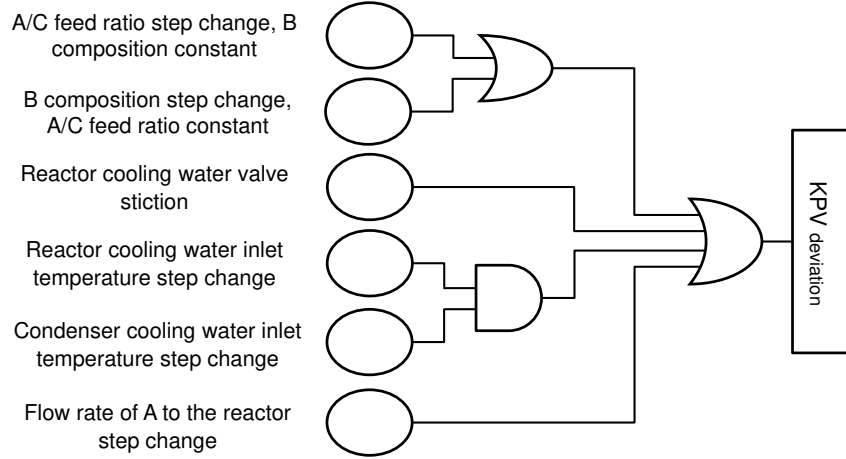 A/C feed ratio step change, B
composition constant
B composition step change,
A/C feed ratio constant
Reactor cooling water valve
stiction
Reactor cooling water inlet
temperature step change
Condenser cooling water inlet
temperature step change
Flow rate of A to the reactor
step change
KPV deviation